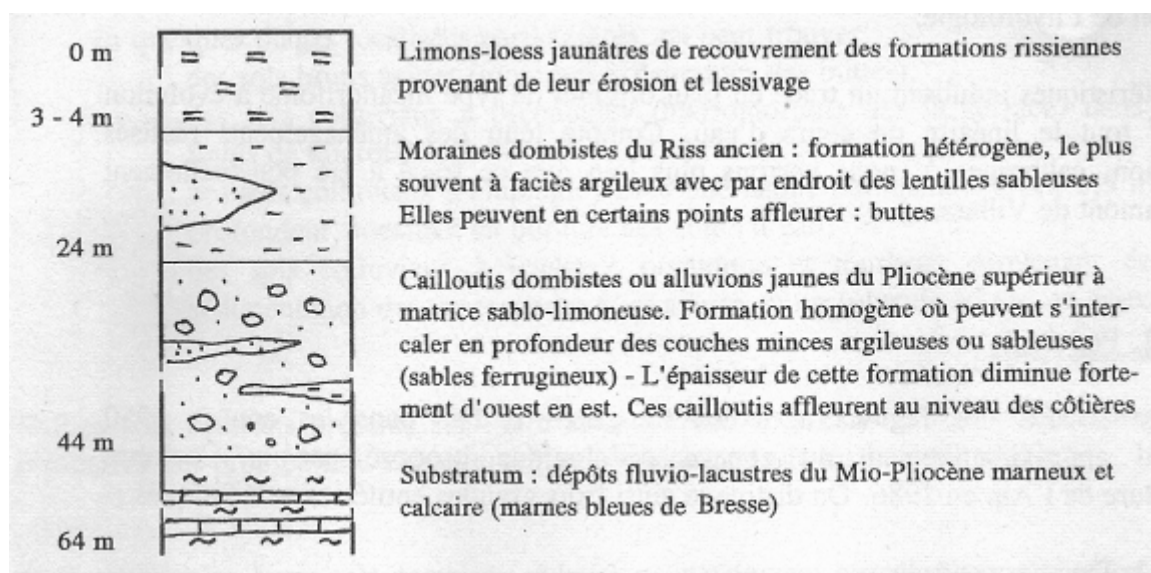 0 m
Limons-loess jaunâtres de recouvrement des formations rissiennes
provenant de leur érosion et lessivage
3 - 4 m
Moraines dombistes du Riss ancien : formation hétérogène, le plus
souvent à faciès argileux avec par endroit des lentilles sableuses
Elles peuvent en certains points affleurer : buttes
24 m
Cailloutis dombistes ou alluvions jaunes du Pliocène supérieur à
matrice sablo-limoneuse. Formation homogène où peuvent s'inter-
caler en profondeur des couches minces argileuses ou sableuses
(sables ferrugineux) - L'épaisseur de cette formation diminue forte-
ment d'ouest en est. Ces cailloutis affleurent au niveau des côtières
44 m
Substratum : dépôts fluvio-lacustres du Mio-Pliocène marneux et
calcaire (marnes bleues de Bresse)
64 m